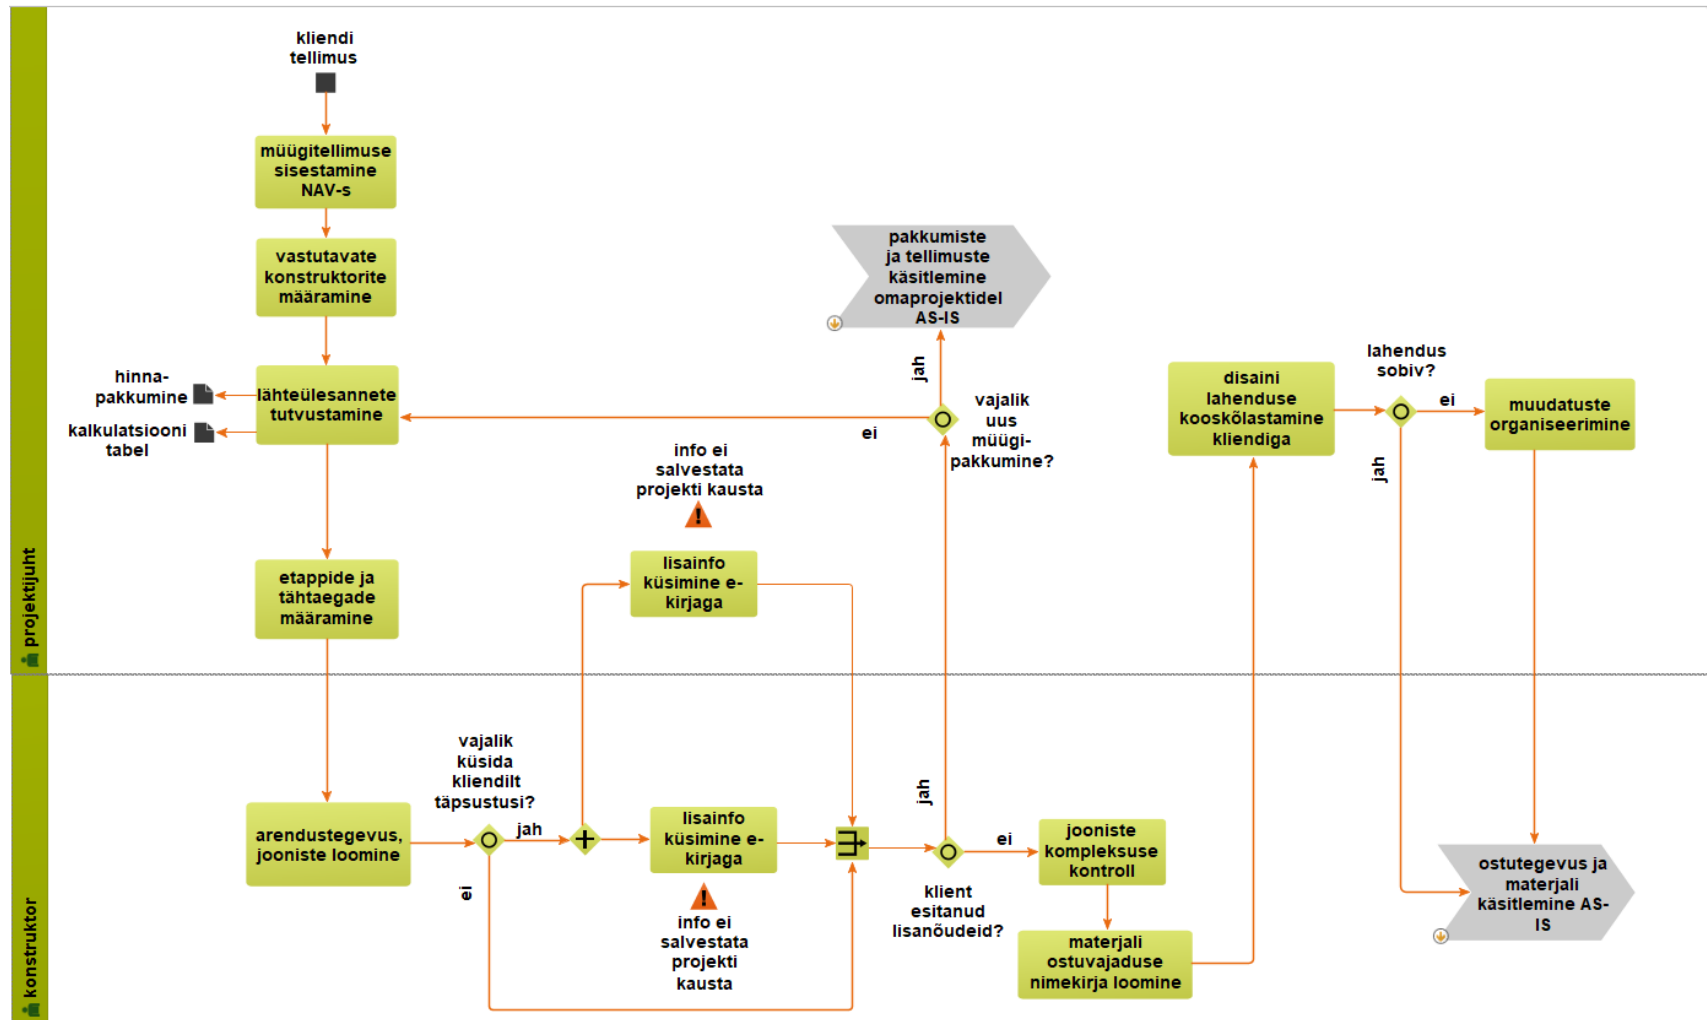 kliendi
tellimus
müügitellimuse
sisestamine
NAV-s
vastutavate
konstruktorite
määramine
hinna-
pakkumine
kalkulatsiooni
tabel
lähteülesannete
tutvustamine
etappide ja
tähtaegade
määramine
projektijuht
info ei
salvestata
projekti kausta
lisainfo
küsimine e-
kirjaga
pakkumiste
ja tellimuste
käsitlemine
omaprojektidel
AS-IS
jah
ei
vajalik
uus
müügi-
pakkumine?
disaini
lahenduse
kooskõlastamine
kliendiga
lahendus
sobiv?
ei
jah
muudatuste
organiseerimine
konstruktor
arendustegevus,
jooniste loomine
vajalik
küsida
kliendilt
täpsustusi?
jah
ei
lisainfo
küsimine e-
kirjaga
info ei
salvestata
projekti
kausta
jah
ei
klient
esitanud
lisanõudeid?
jooniste
kompleksuse
kontroll
materjali
ostuvajaduse
nimekirja loomine
ostutegevus ja
materjali
käsitlemine AS-
IS